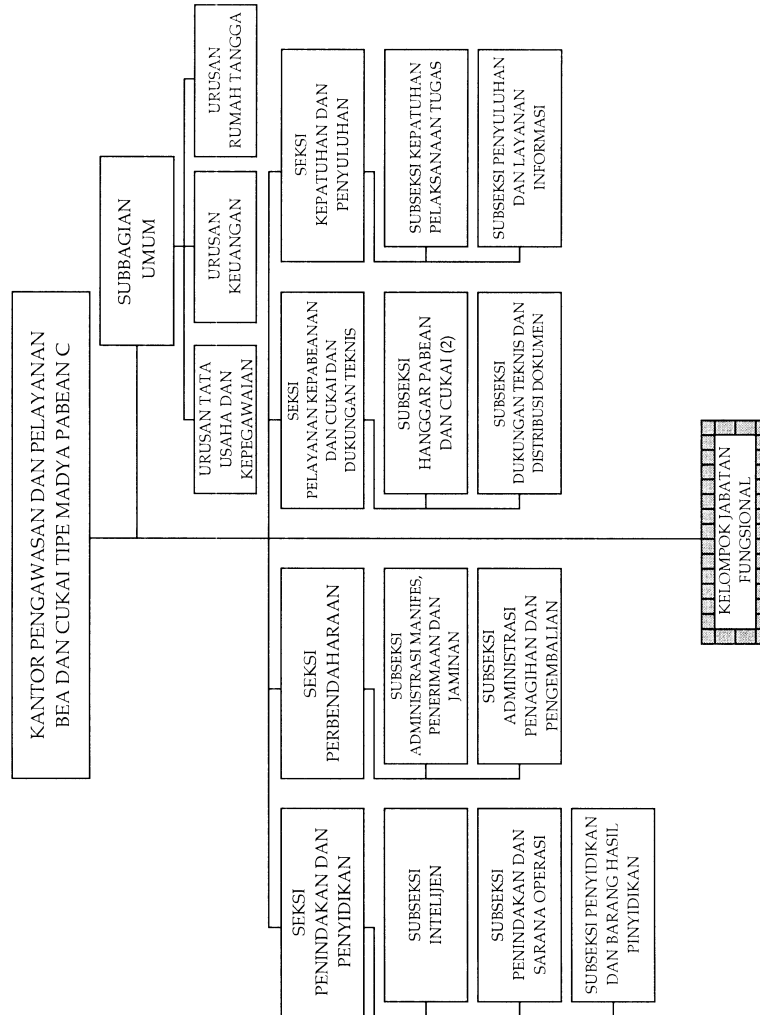 KANTOR PENGAWASAN DAN PELAYANAN
BEA DAN CUKAI TIPE MADYA PABEAN C
SUBBAGIAN
UMUM
URUSAN TATA
USAHA DAN
KEPEGAWAIAN
URUSAN
KEUANGAN
URUSAN
RUMAH TANGGA
SEKSI
PENINDAKAN DAN
PENYIDIKAN
SUBSEKSI
INTELIJEN
SUBSEKSI
PENINDAKAN DAN
SARANA OPERASI
SUBSEKSI PENYIDIKAN
DAN BARANG HASIL
PINYIDIKAN
SEKSI
PERBENDAHARAAN
SUBSEKSI
ADMINISTRASI MANIFES,
PENERIMAAN DAN
JAMINAN
SUBSEKSI
ADMINISTRASI
PENAGIHAN DAN
PENGEMBALIAN
SEKSI
PELAYANAN KEPABEANAN
DAN CUKAI DAN
DUKUNGAN TEKNIS
SUBSEKSI
HANGGAR PABEAN
DAN CUKAI (2)
SUBSEKSI
DUKUNGAN TEKNIS DAN
DISTRIBUSI DOKUMEN
SEKSI
KEPATUHAN DAN
PENYULUHAN
SUBSEKSI KEPATUHAN
PELAKSANAAN TUGAS
SUBSEKSI PENYULUHAN
DAN LAYANAN
INFORMASI
KELOMPOK JABATAN
FUNGSIONAL